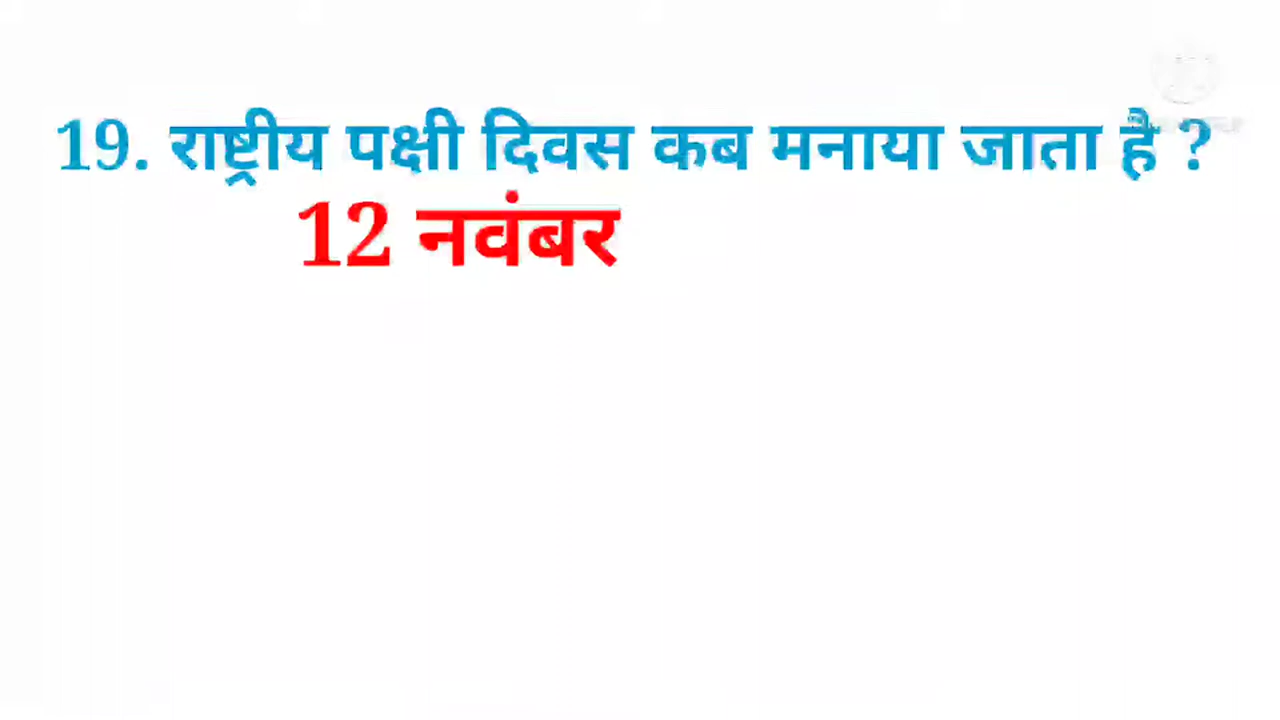 19. राष्ट्रीय पक्षी दिवस कब मनाया जाता है ?
12 नवंबर